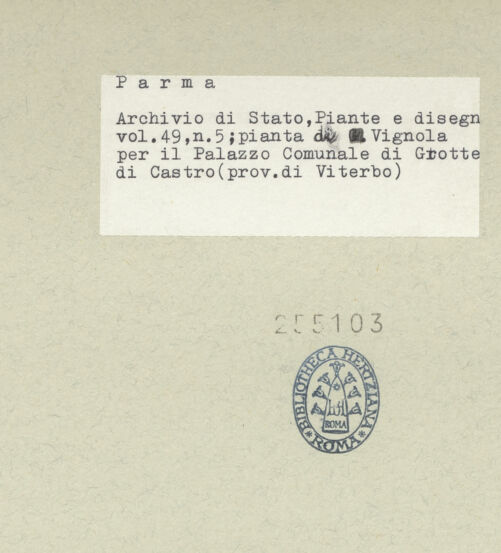 P a r m a
Archivio di Stato,Piante e disegn
vol.49,n.5;pianta di Vignola
per il Palazzo Comunale di Grotte
di Castro(prov.di Viterbo)
255103
BIBLIOTHECA HERTZIANA
ROMA
ROMA